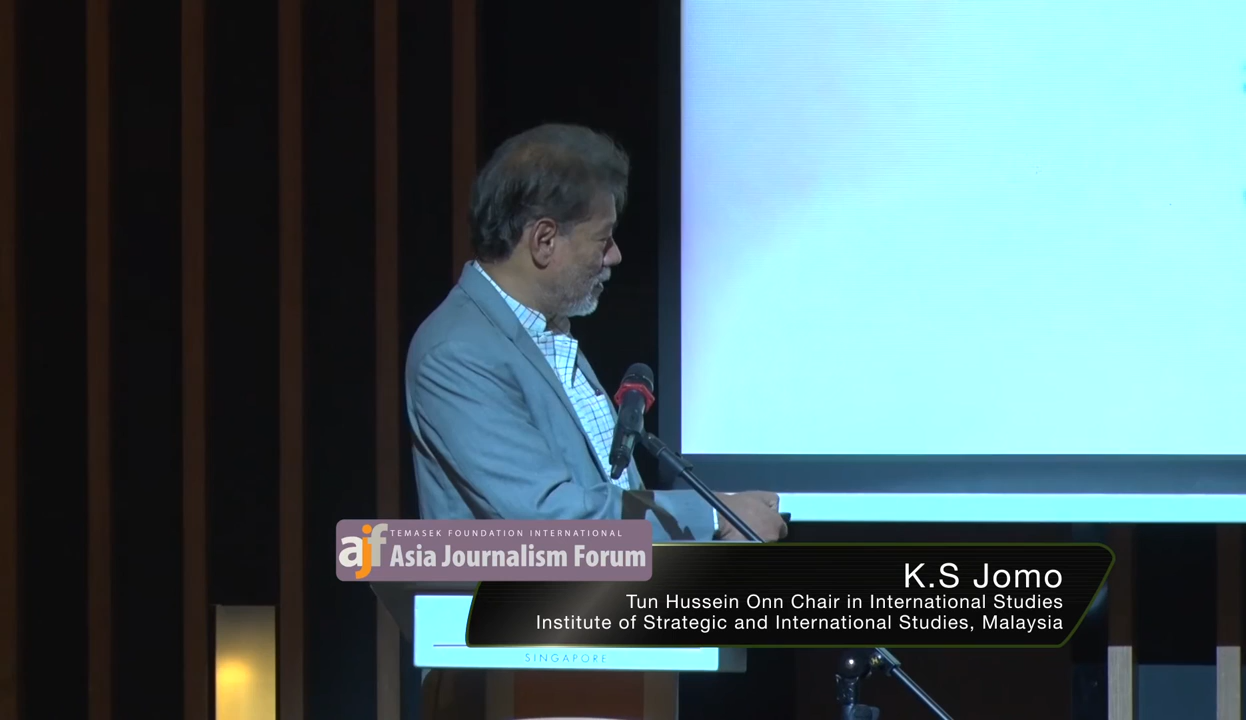 ajf
TEMASEK FOUNDATION INTERNATIONAL
Asia Journalism Forum
K.S Jomo
Tun Hussein Onn Chair in International Studies
Institute of Strategic and International Studies, Malaysia
SINGAPORE